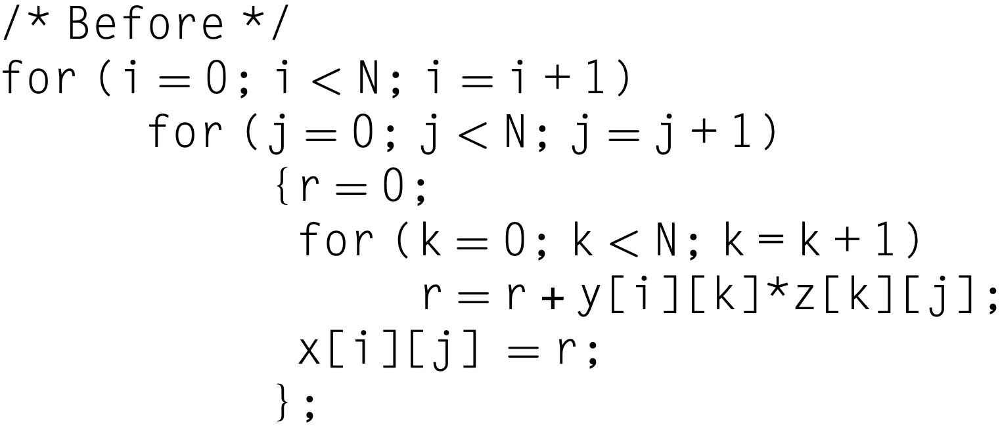 /* Before */
for (i = 0; i < N; i = i + 1)
for (j = 0; j < N; j = j + 1)
{r = 0;
for (k = 0; k < N; k = k + 1)
r = r + y[i][k]*z[k][j];
x[i][j] = r;
};